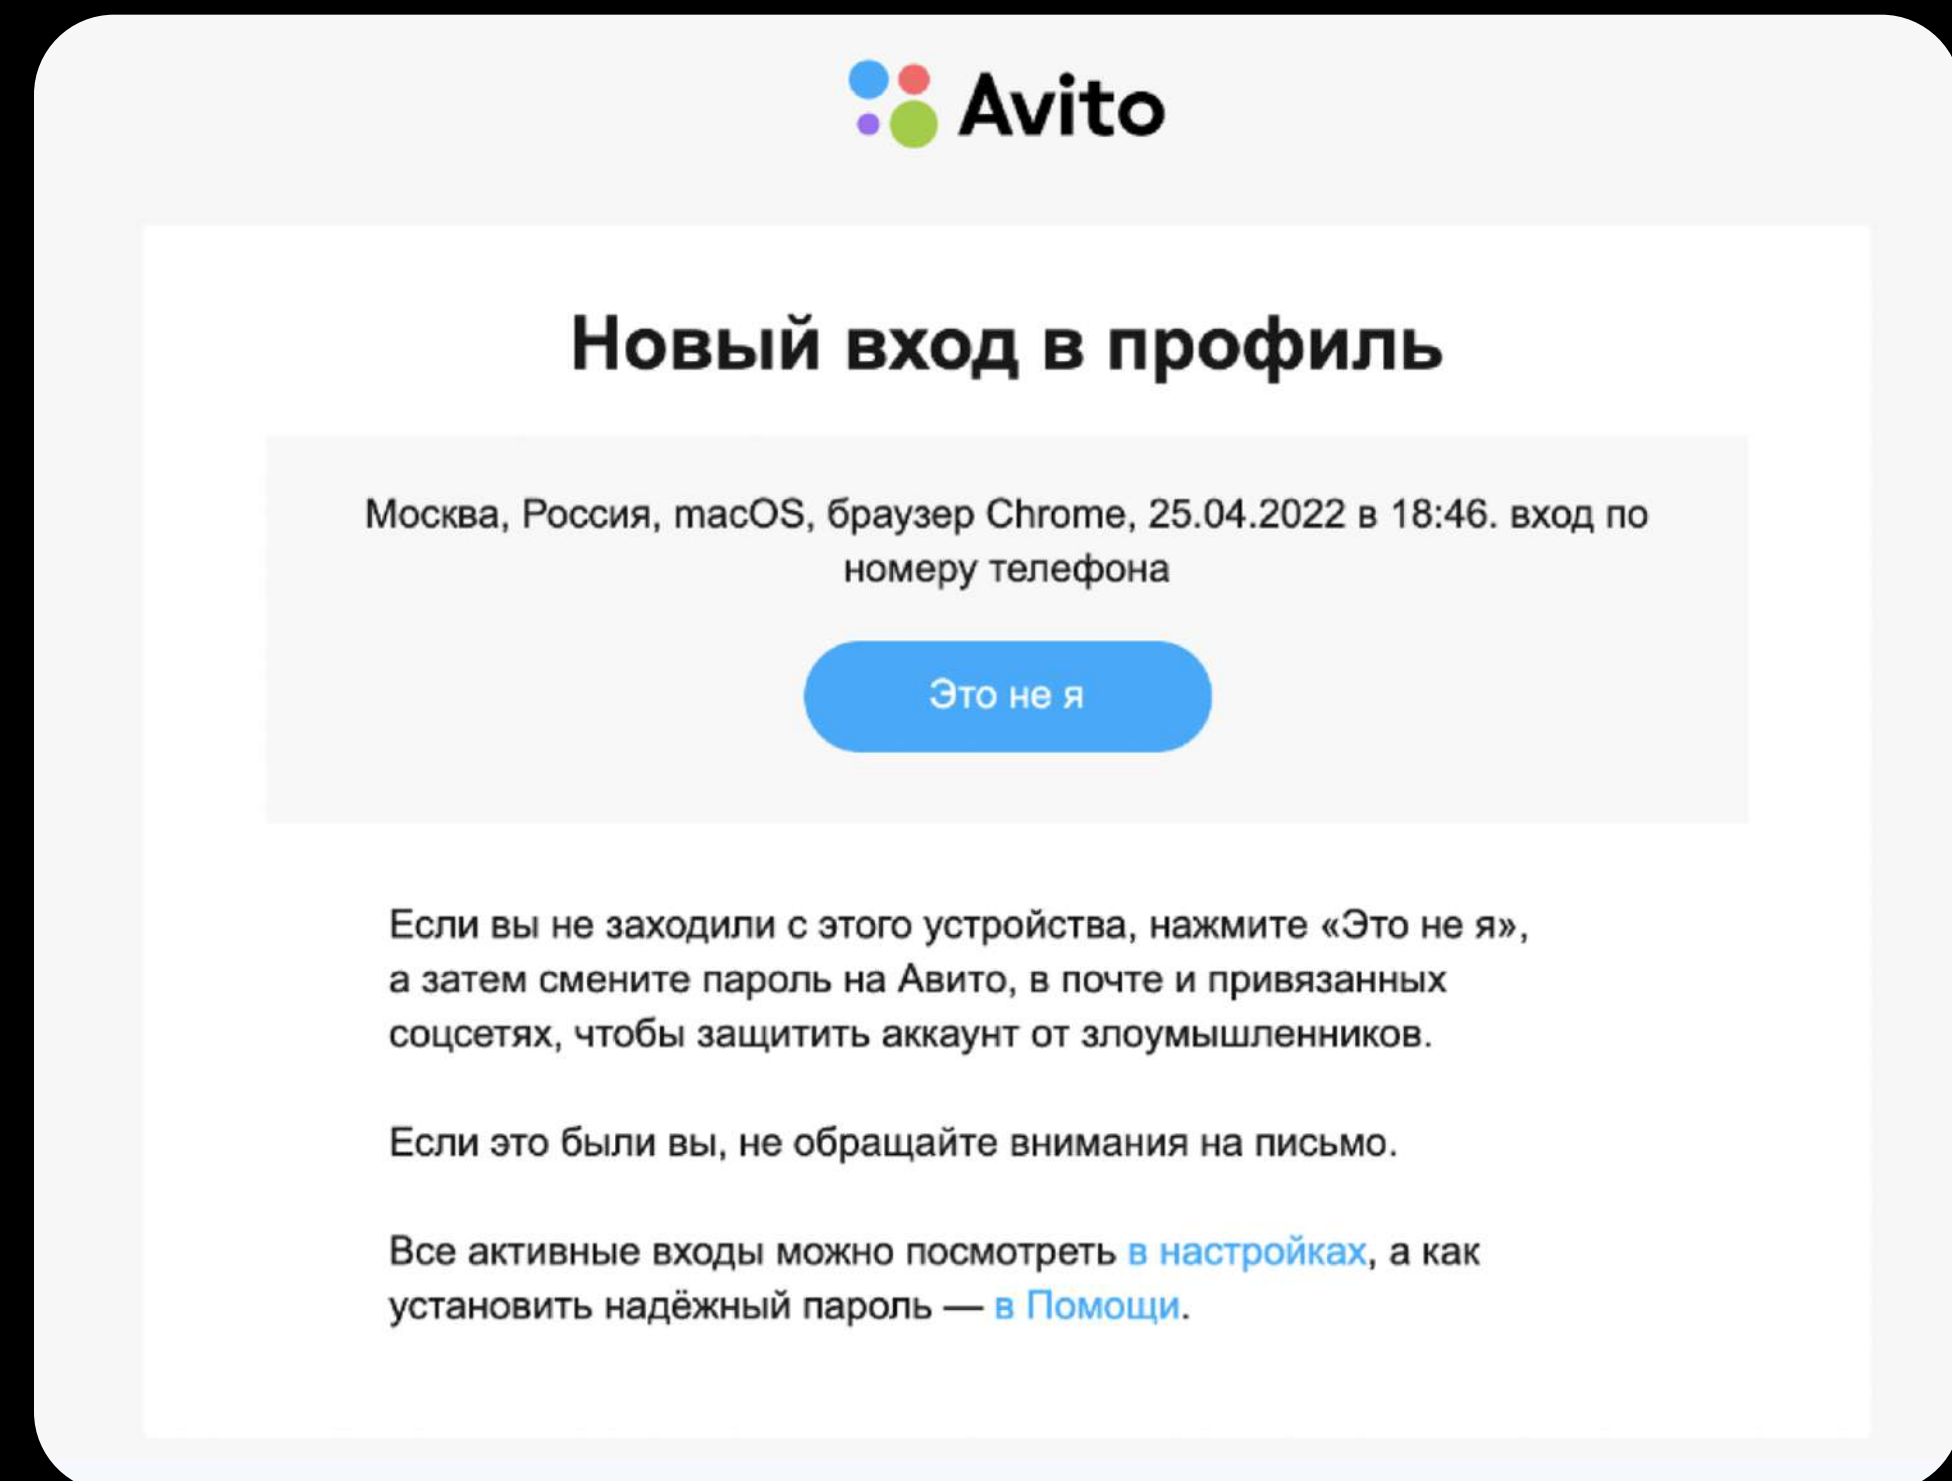 Avito
Новый вход в профиль
Москва, Россия, macOS, браузер Chrome, 25.04.2022 в 18:46. вход по
номеру телефона
Это не я
Если вы не заходили с этого устройства, нажмите «Это не я»,
а затем смените пароль на Авито, в почте и привязанных
соцсетях, чтобы защитить аккаунт от злоумышленников.
Если это были вы, не обращайте внимания на письмо.
Все активные входы можно посмотреть в настройках, а как
установить надёжный пароль — в Помощи.